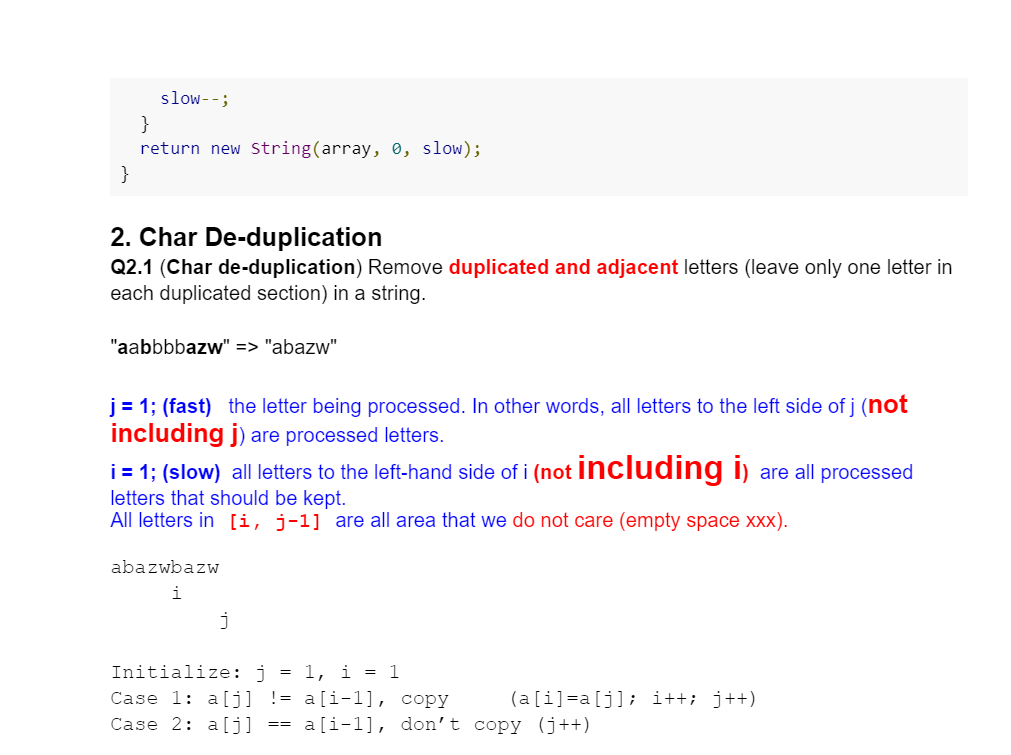 slow--;
}
return new String(array, 0, slow);
}
2. Char De-duplication
Q2.1 (Char de-duplication) Remove duplicated and adjacent letters (leave only one letter in
each duplicated section) in a string.
"aabbbbazw" => "abazw"
j = 1; (fast) the letter being processed. In other words, all letters to the left side of j (not
including j) are processed letters.
i = 1; (slow) all letters to the left-hand side of i (not including i) are all processed
letters that should be kept.
All letters in [i, j-1] are all area that we do not care (empty space xxx).
abazwbazw
i
j
Initialize: j = 1, i = 1
Case 1: a[j] != a[i-1], copy (a[i]=a[j]; i++; j++)
Case 2: a[j] == a[i-1], don’t copy (j++)